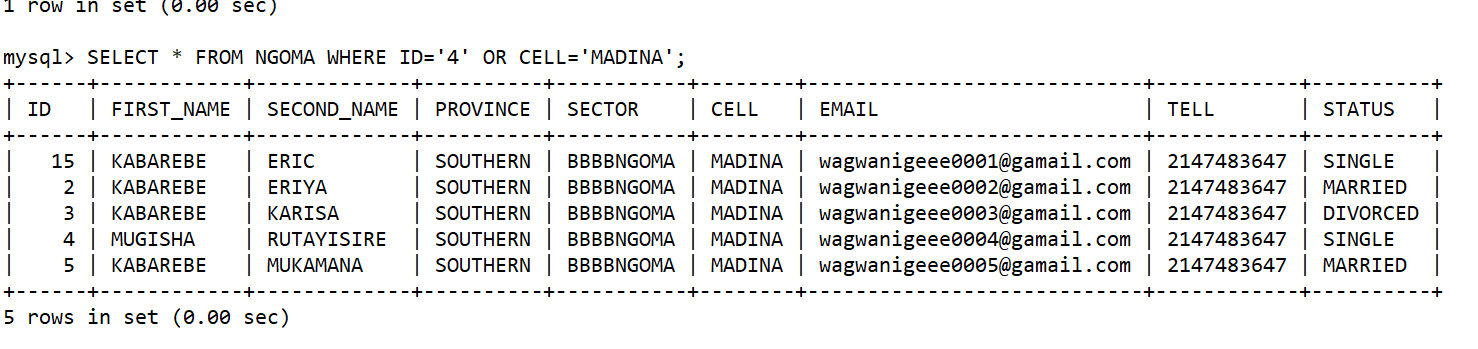 1 row in set (0.00 sec)
mysql> SELECT * FROM NGOMA WHERE ID='4' OR CELL='MADINA';
+------+------------+-------------+----------+-----------+--------+----------------------------+------------+----------+
| ID   | FIRST_NAME | SECOND_NAME | PROVINCE | SECTOR    | CELL   | EMAIL                      | TELL       | STATUS   |
+------+------------+-------------+----------+-----------+--------+----------------------------+------------+----------+
|   15 | KABAREBE   | ERIC        | SOUTHERN | BBBBNGOMA | MADINA | wagwanigeee0001@gamail.com | 2147483647 | SINGLE   |
|    2 | KABAREBE   | ERIYA       | SOUTHERN | BBBBNGOMA | MADINA | wagwanigeee0002@gamail.com | 2147483647 | MARRIED  |
|    3 | KABAREBE   | KARISA      | SOUTHERN | BBBBNGOMA | MADINA | wagwanigeee0003@gamail.com | 2147483647 | DIVORCED |
|    4 | MUGISHA    | RUTAYISIRE  | SOUTHERN | BBBBNGOMA | MADINA | wagwanigeee0004@gamail.com | 2147483647 | SINGLE   |
|    5 | KABAREBE   | MUKAMANA    | SOUTHERN | BBBBNGOMA | MADINA | wagwanigeee0005@gamail.com | 2147483647 | MARRIED  |
+------+------------+-------------+----------+-----------+--------+----------------------------+------------+----------+
5 rows in set (0.00 sec)